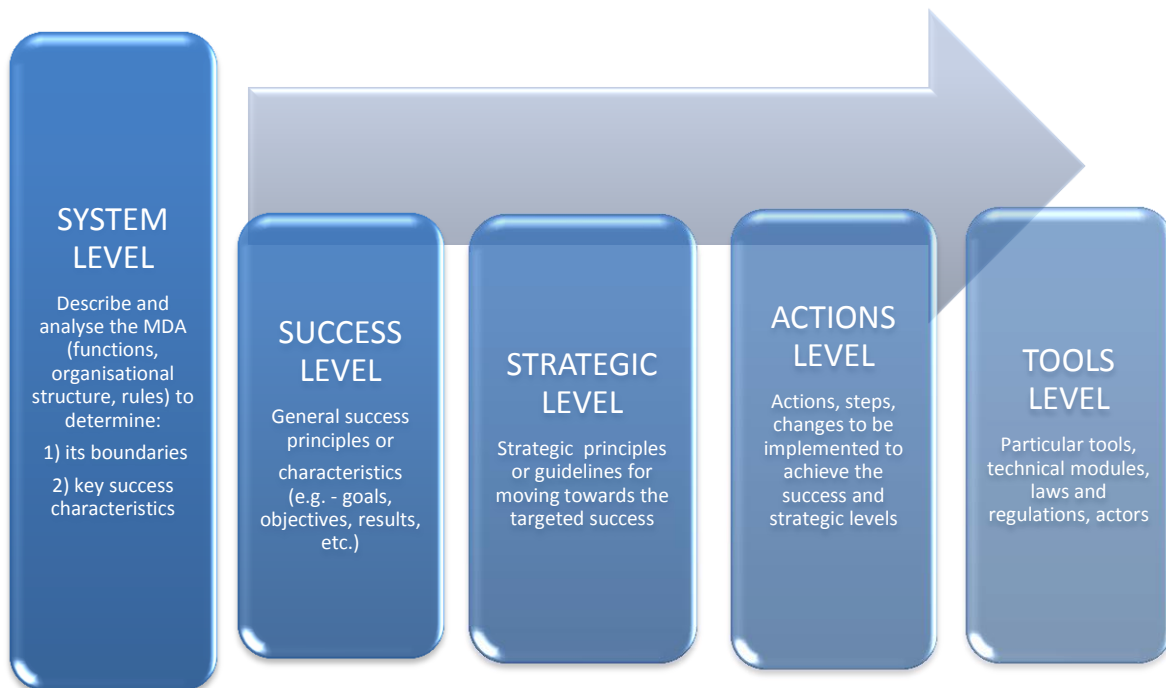 SYSTEM
LEVEL
Describe and
analyse the MDA
(functions,
organisational
structure, rules) to
determine:
1) its boundaries
2) key success
characteristics
SUCCESS
LEVEL
General success
principles or
characteristics
(e.g. - goals,
objectives, results,
etc.)
STRATEGIC
LEVEL
Strategic principles
or guidelines for
moving towards the
targeted success
ACTIONS
LEVEL
Actions, steps,
changes to be
implemented to
achieve the
success and
strategic levels
TOOLS
LEVEL
Particular tools,
technical modules,
laws and
regulations, actors